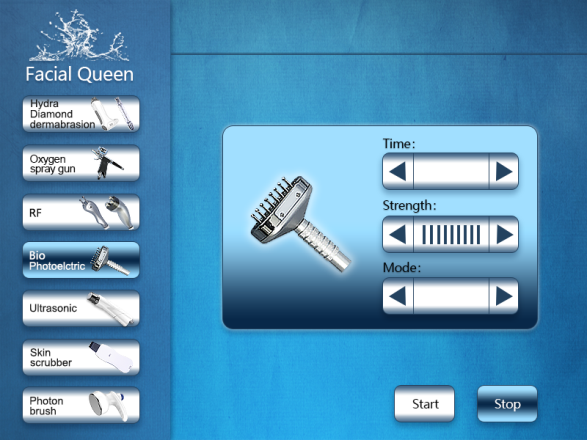 Facial Queen
Hydra
Diamond
dermabrasion
Oxygen
spray gun
RF
Bio
Photoelctric
Ultrasonic
Skin
scrubber
Photon
brush
Time:
Strength:
Mode:
Start
Stop